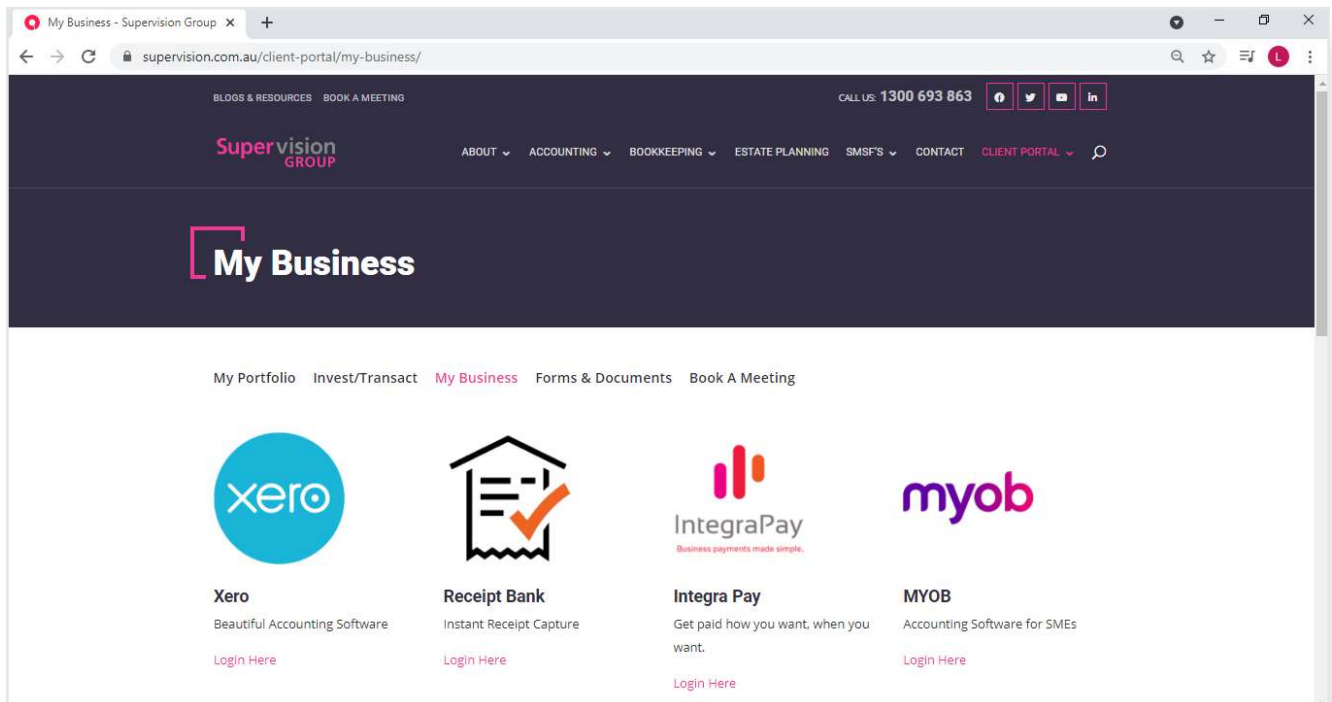 My Business - Supervision Group
supervision.com.au/client-portal/my-business/
L
BLOGS & RESOURCES BOOK A MEETING
CALL US: 1300 693 863
in
Supervision
GROUP
ABOUT ACCOUNTING BOOKKEEPING ESTATE PLANNING SMSF'S CONTACT CLIENT PORTAL
My Business
My Portfolio Invest/Transact My Business Forms & Documents Book A Meeting
xero
IntegraPay
Business payments made simple.
myob
Xero
Beautiful Accounting Software
Login Here
Receipt Bank
Instant Receipt Capture
Login Here
Integra Pay
Get paid how you want, when you
want.
Login Here
MYOB
Accounting Software for SMEs
Login Here